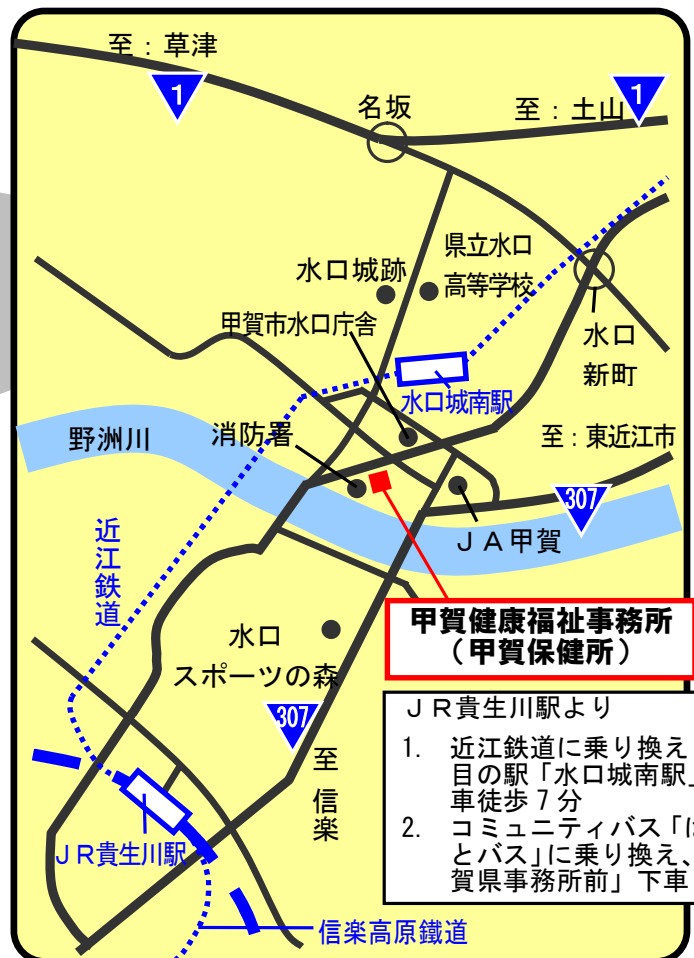 至：草津
1
名坂
至：土山
1
県立水口
高等学校
水口城跡
甲賀市水口庁舎
水口
新町
水口城南駅
野洲川
消防署
至：東近江市
307
ＪＡ甲賀
近江鉄道
甲賀健康福祉事務所
（甲賀保健所）
水口
スポーツの森
307
至 信楽
ＪＲ貴生川駅
信楽高原鐵道
ＪＲ貴生川駅より
1. 近江鉄道に乗り換え
目の駅「水口城南駅」
車徒歩７分
2. コミュニティバス「は
とバス」に乗り換え、
賀県事務所前」下車